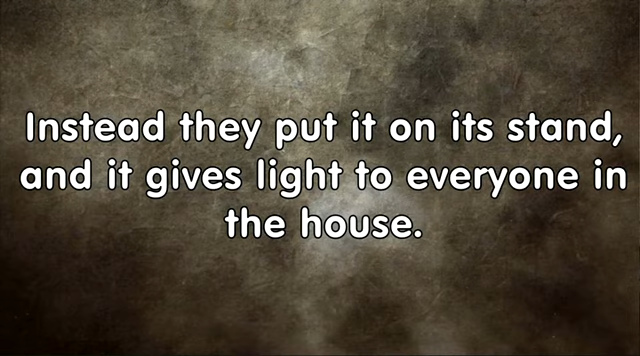 Instead they put it on its stand,
and it gives light to everyone in
the house.